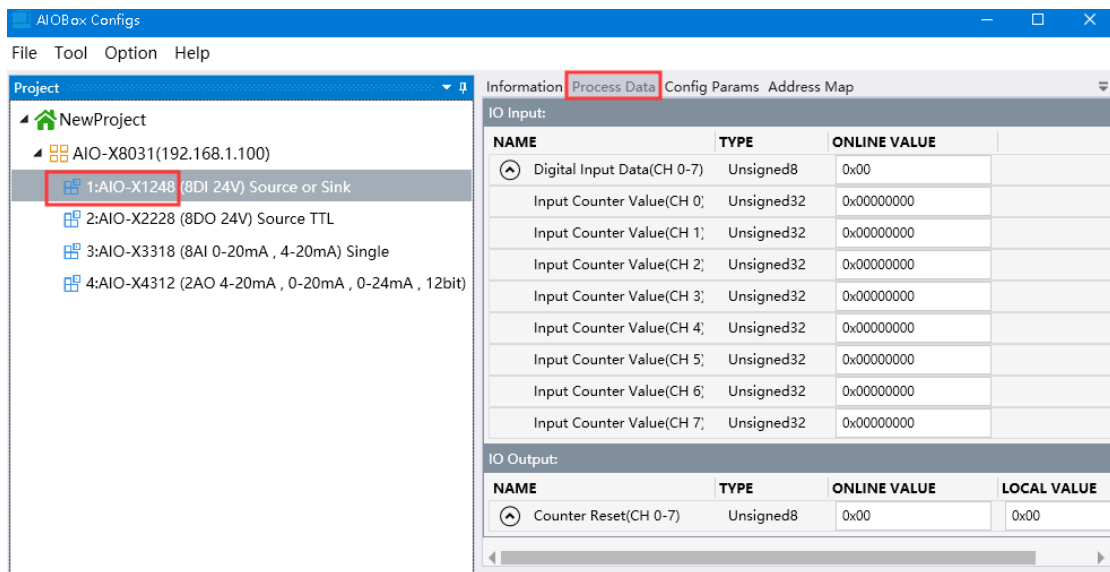 AIOBox Configs
File Tool Option Help
Project
NewProject
AIO-X8031(192.168.1.100)
1:AIO-X1248 (8DI 24V) Source or Sink
2:AIO-X2228 (8DO 24V) Source TTL
3:AIO-X3318 (8AI 0-20mA , 4-20mA) Single
4:AIO-X4312 (2AO 4-20mA , 0-20mA , 0-24mA , 12bit)
Information Process Data Config Params Address Map
IO Input:
NAME TYPE ONLINE VALUE
Digital Input Data(CH 0-7) Unsigned8 0x00
Input Counter Value(CH 0) Unsigned32 0x00000000
Input Counter Value(CH 1) Unsigned32 0x00000000
Input Counter Value(CH 2) Unsigned32 0x00000000
Input Counter Value(CH 3) Unsigned32 0x00000000
Input Counter Value(CH 4) Unsigned32 0x00000000
Input Counter Value(CH 5) Unsigned32 0x00000000
Input Counter Value(CH 6) Unsigned32 0x00000000
Input Counter Value(CH 7) Unsigned32 0x00000000
IO Output:
NAME TYPE ONLINE VALUE LOCAL VALUE
Counter Reset(CH 0-7) Unsigned8 0x00 0x00